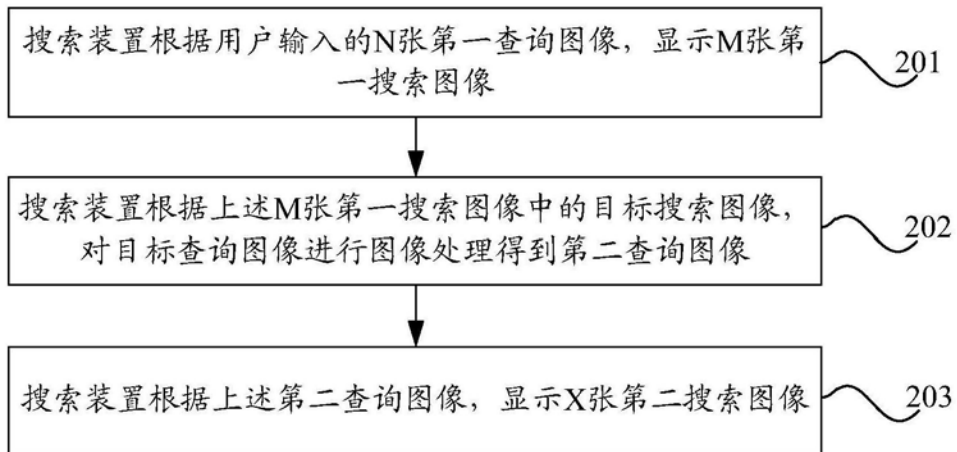 搜索装置根据用户输入的N张第一查询图像，显示M张第
一搜索图像
201
搜索装置根据上述M张第一搜索图像中的目标搜索图像，
对目标查询图像进行图像处理得到第二查询图像
202
搜索装置根据上述第二查询图像，显示X张第二搜索图像
203